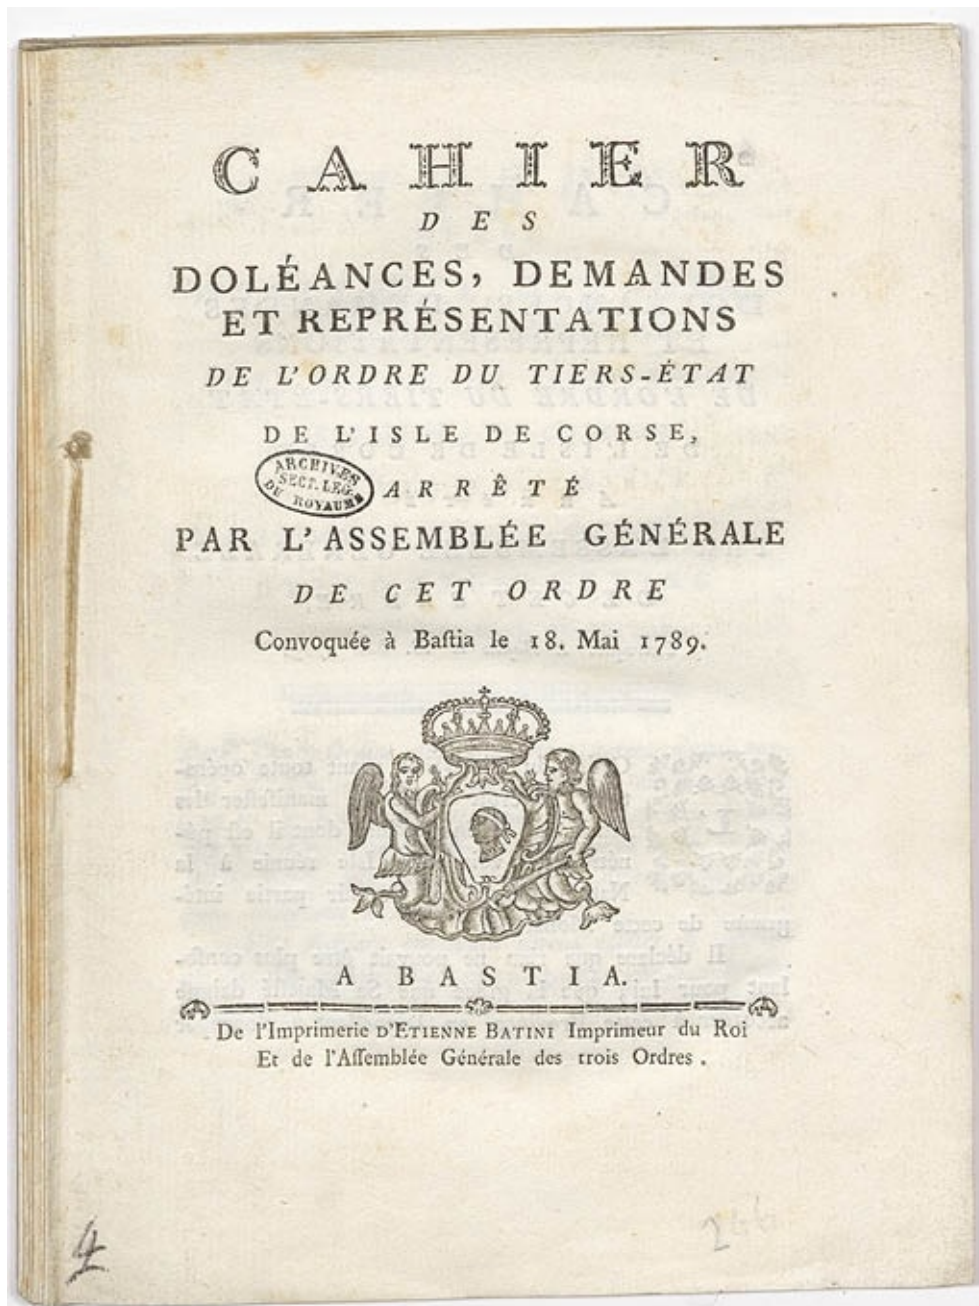 CAHIER
DES
DOLÉANCES, DEMANDES
ET REPRÉSENTATIONS
DE L'ORDRE DU TIERS-ÉTAT
DE L'ISLE DE CORSE,
ARCHIVES
SECT. LEG.
DU ROYAUME
ARRÊTÉ
PAR L'ASSEMBLÉE GÉNÉRALE
DE CET ORDRE
Convoquée à Baſtia le 18. Mai 1789.
A BASTIA.
De l'Imprimerie D'ETIENNE BATINI Imprimeur du Roi
Et de l'Aſſemblée Générale des trois Ordres.
4